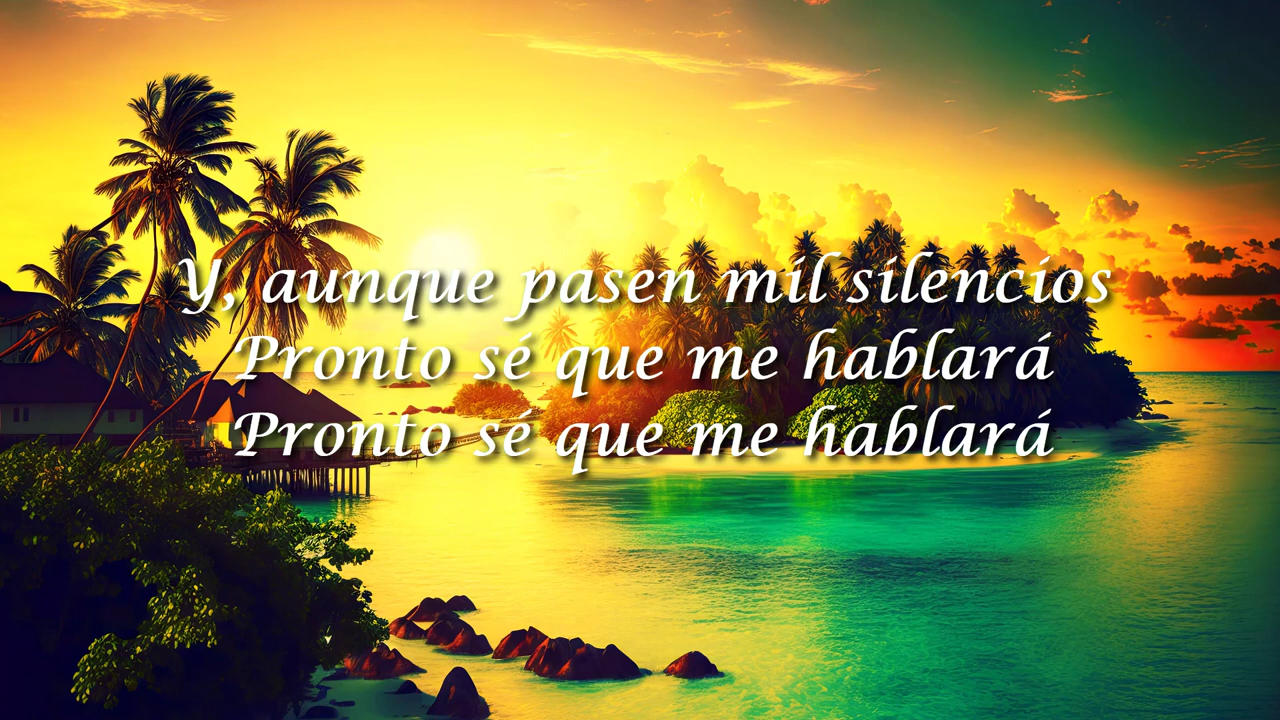 Y, aunque pasen mil silencios
Pronto sé que me hablará
Pronto sé que me hablará